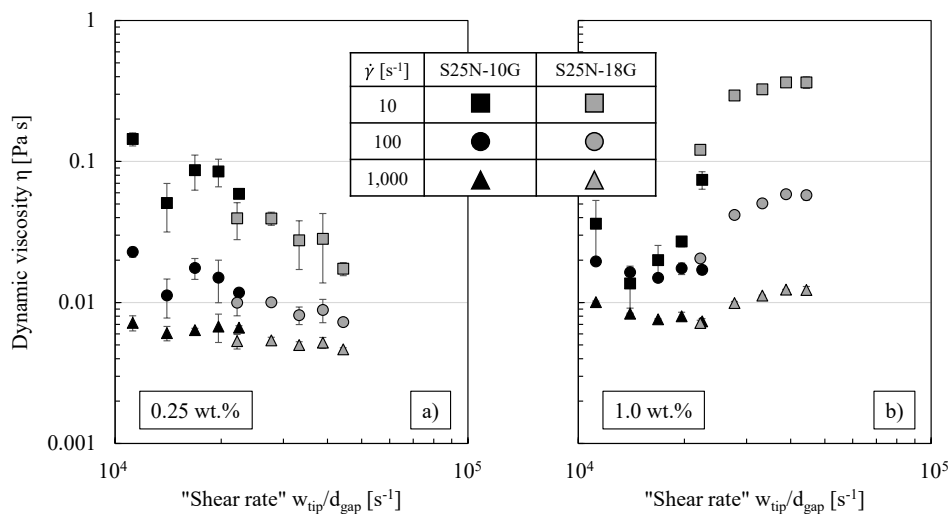 Dynamic viscosity η [Pa s]
1
0.1
0.01
0.001
γ̇ [s⁻¹] S25N-10G S25N-18G
10
100
1,000
0.25 wt.%
a)
1.0 wt.%
b)
10⁴ 10⁵
10⁴ 10⁵
"Shear rate" w_tip/d_gap [s⁻¹]
"Shear rate" w_tip/d_gap [s⁻¹]